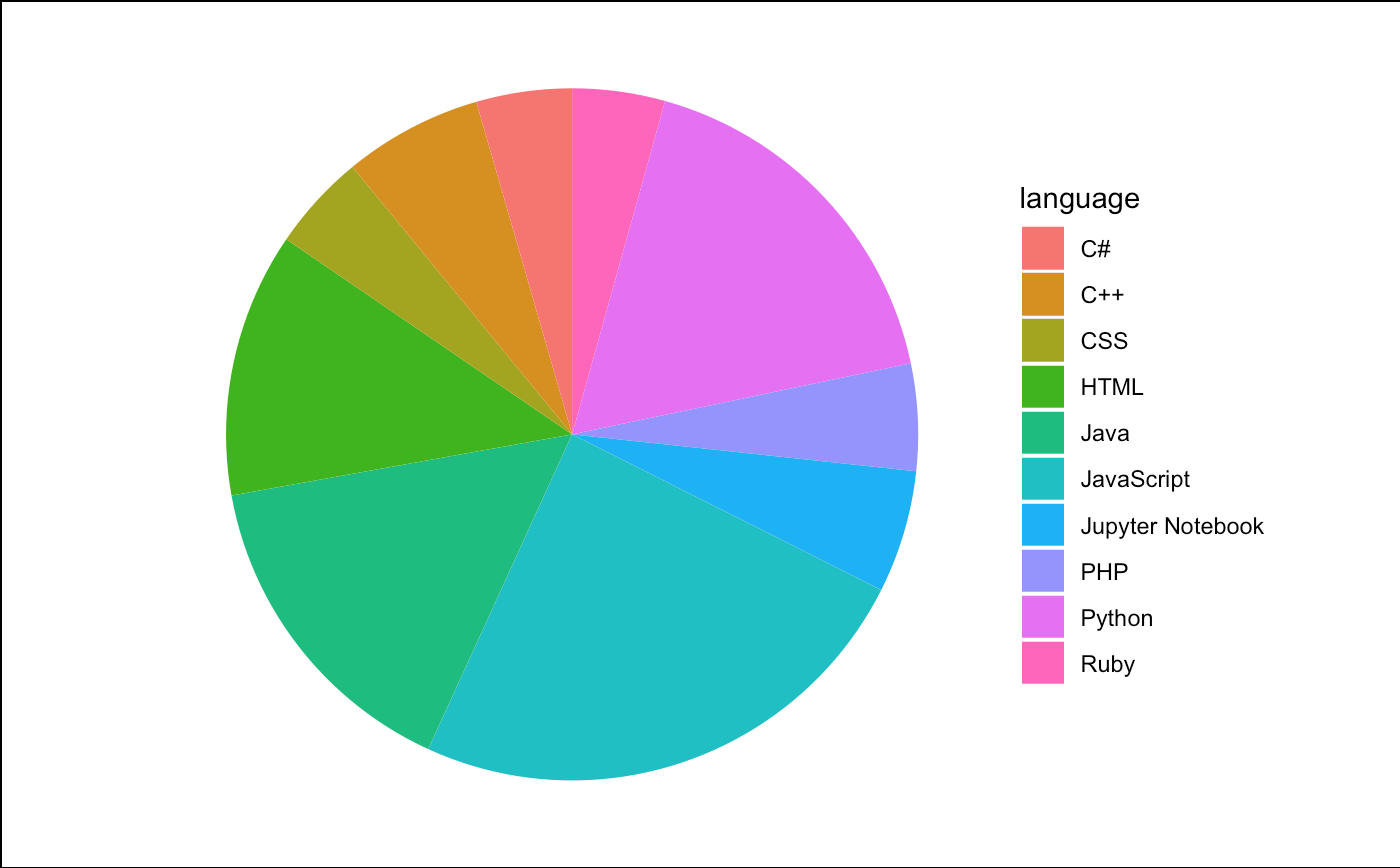 language
C#
C++
CSS
HTML
Java
JavaScript
Jupyter Notebook
PHP
Python
Ruby